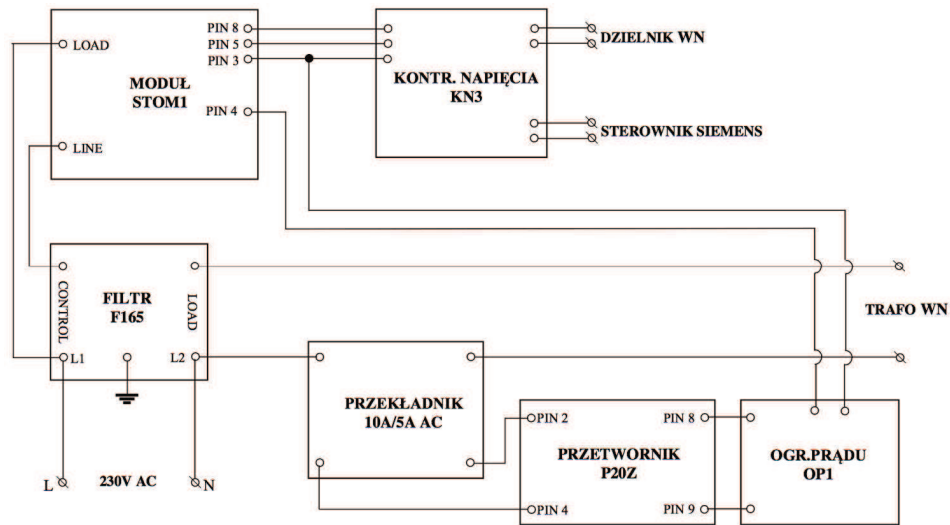 PIN 8
PIN 5
PIN 3
PIN 4
LOAD
LINE
MODUŁ
STOM1
KONTR. NAPIĘCIA
KN3
DZIELNIK WN
STEROWNIK SIEMENS
CONTROL
LOAD
FILTR
F165
L1
L2
TRAFO WN
PRZEKŁADNIK
10A/5A AC
PIN 2
PIN 8
PRZETWORNIK
P20Z
PIN 4
PIN 9
OGR.PRĄDU
OP1
L
230V AC
N